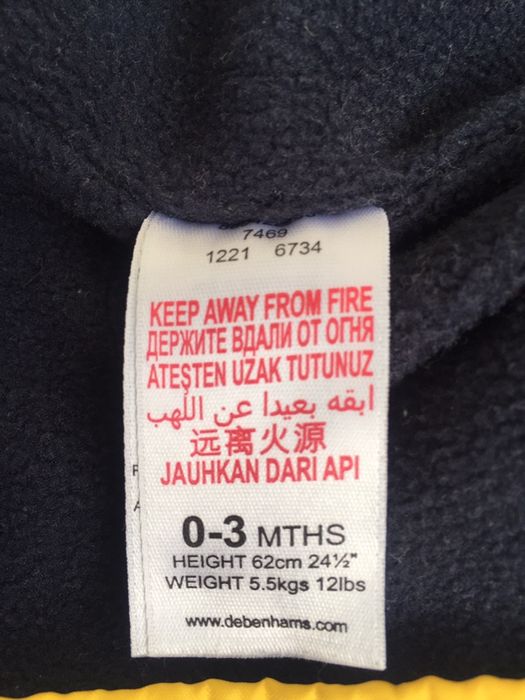 7469
1221 6734
KEEP AWAY FROM FIRE
ДЕРЖИТЕ ВДАЛИ ОТ ОГНЯ
ATEŞTEN UZAK TUTUNUZ
ابقه بعيدا عن اللهب
远离火源
JAUHKAN DARI API
0-3 MTHS
HEIGHT 62cm 24½"
WEIGHT 5.5kgs 12lbs
www.debenhams.com